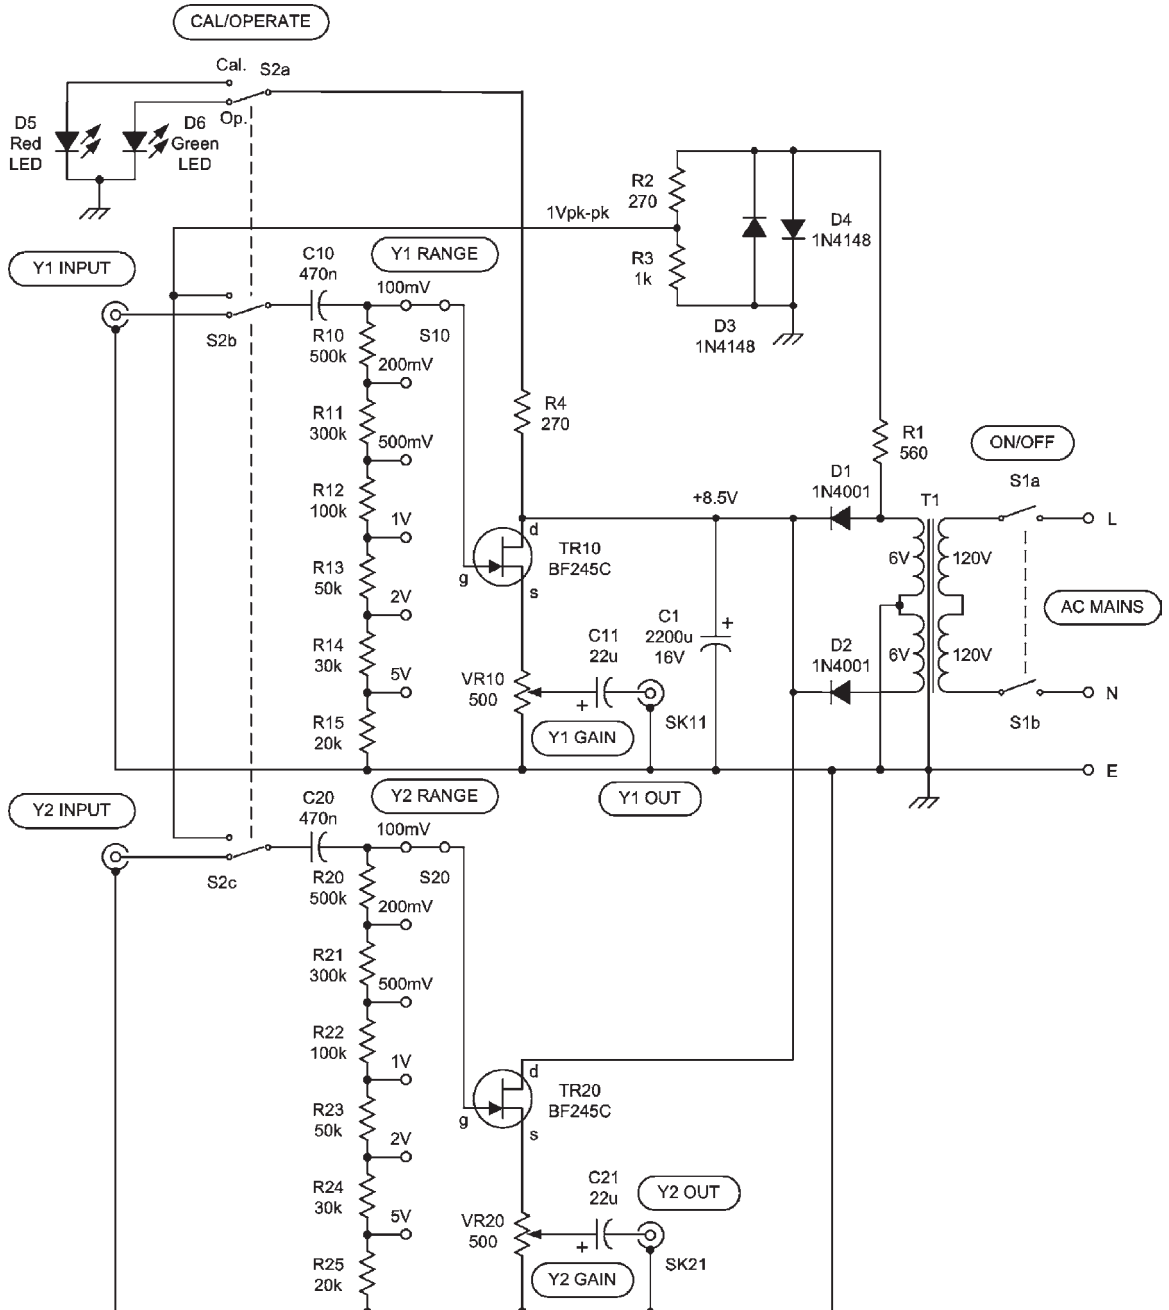 CAL/OPERATE
Cal.
S2a
Op.
D5
Red
LED
D6
Green
LED
1Vpk-pk
R2
270
R3
1k
D4
1N4148
D3
1N4148
Y1 INPUT
C10
470n
Y1 RANGE
100mV
S2b
R10
500k
S10
200mV
R11
300k
500mV
R12
100k
1V
R13
50k
2V
R14
30k
5V
R15
20k
R4
270
d
TR10
BF245C
g
s
VR10
500
C11
22u
+
SK11
Y1 GAIN
Y1 OUT
+8.5V
C1
2200u
16V
+
R1
560
D1
1N4001
D2
1N4001
T1
6V
120V
6V
120V
ON/OFF
S1a
L
AC MAINS
N
S1b
E
Y2 INPUT
C20
470n
Y2 RANGE
100mV
S2c
R20
500k
S20
200mV
R21
300k
500mV
R22
100k
1V
R23
50k
2V
R24
30k
5V
R25
20k
d
TR20
BF245C
g
s
VR20
500
C21
22u
+
Y2 OUT
SK21
Y2 GAIN